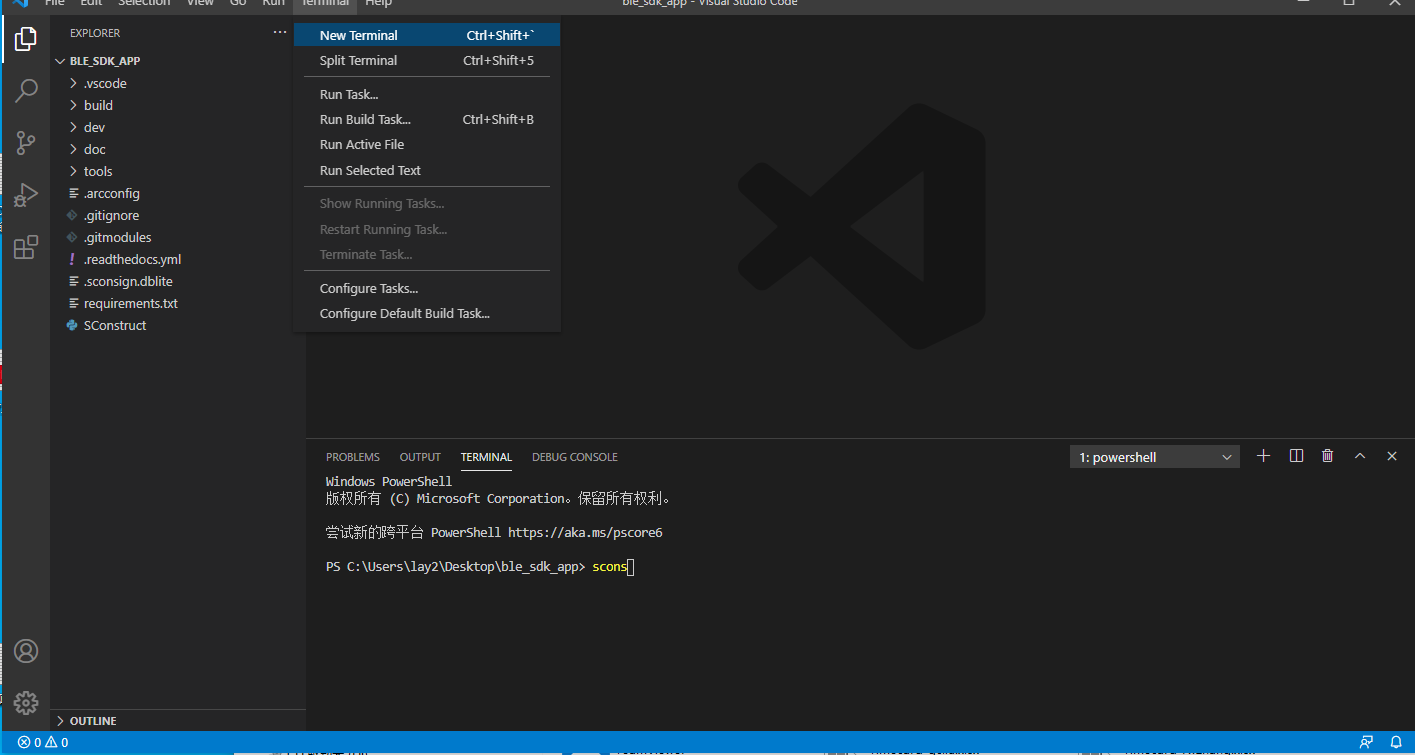 File Edit Selection View Go Run Terminal Help
ble_sdk_app - Visual Studio Code
EXPLORER
BLE_SDK_APP
.vscode
build
dev
doc
tools
.arcconfig
.gitignore
.gitmodules
.readthedocs.yml
.sconsign.dblite
requirements.txt
SConstruct
OUTLINE
New Terminal Ctrl+Shift+`
Split Terminal Ctrl+Shift+5
Run Task...
Run Build Task... Ctrl+Shift+B
Run Active File
Run Selected Text
Show Running Tasks...
Restart Running Task...
Terminate Task...
Configure Tasks...
Configure Default Build Task...
PROBLEMS OUTPUT TERMINAL DEBUG CONSOLE
1: powershell
Windows PowerShell
版权所有 (C) Microsoft Corporation。保留所有权利。
尝试新的跨平台 PowerShell https://aka.ms/pscore6
PS C:\Users\lay2\Desktop\ble_sdk_app> scons
0 0